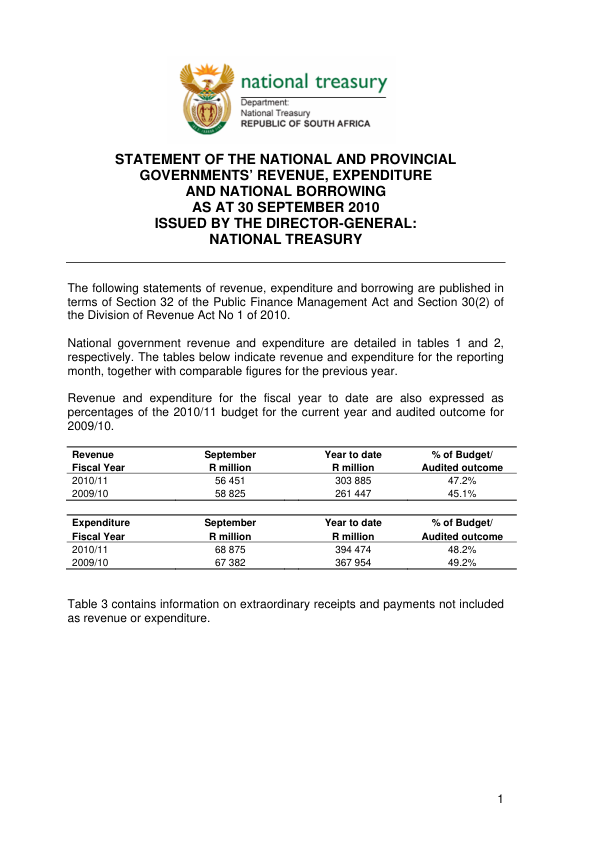 national treasury
Department:
National Treasury
REPUBLIC OF SOUTH AFRICA
STATEMENT OF THE NATIONAL AND PROVINCIAL
GOVERNMENTS' REVENUE, EXPENDITURE
AND NATIONAL BORROWING
AS AT 30 SEPTEMBER 2010
ISSUED BY THE DIRECTOR-GENERAL:
NATIONAL TREASURY
The following statements of revenue, expenditure and borrowing are published in
terms of Section 32 of the Public Finance Management Act and Section 30(2) of
the Division of Revenue Act No 1 of 2010.
National government revenue and expenditure are detailed in tables 1 and 2,
respectively. The tables below indicate revenue and expenditure for the reporting
month, together with comparable figures for the previous year.
Revenue and expenditure for the fiscal year to date are also expressed as
percentages of the 2010/11 budget for the current year and audited outcome for
2009/10.
Revenue September Year to date % of Budget/
Fiscal Year R million R million Audited outcome
2010/11 56 451 303 885 47.2%
2009/10 58 825 261 447 45.1%
Expenditure September Year to date % of Budget/
Fiscal Year R million R million Audited outcome
2010/11 68 875 394 474 48.2%
2009/10 67 382 367 954 49.2%
Table 3 contains information on extraordinary receipts and payments not included
as revenue or expenditure.
1